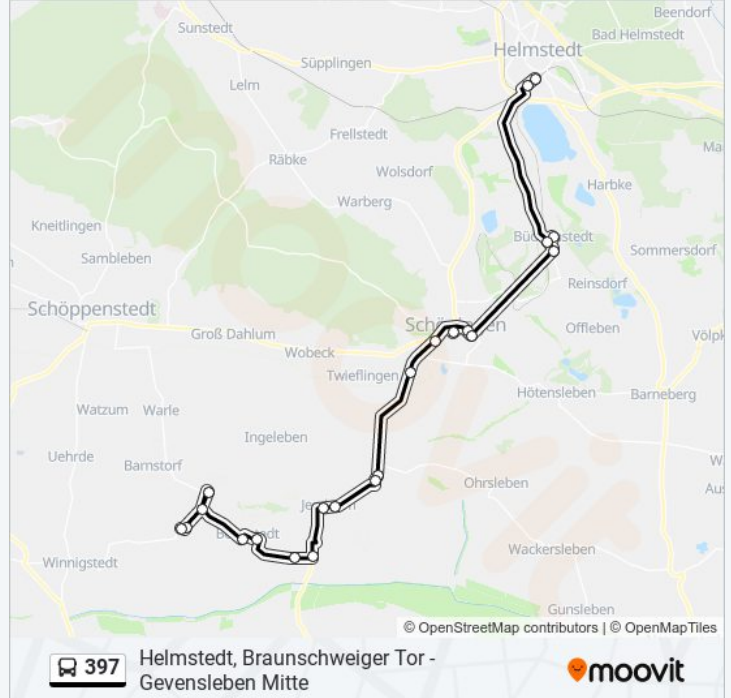 Beendorf
Sunstedt
Helmstedt
Bad Helmstedt
Süpplingen
Lelm
Frellstedt
Räbke
Wolsdorf
Harbke
Warberg
Kneitlingen
Sambleben
Sommersdorf
Reinsdorf
Schöppenstedt
Offleben
Groß Dahlum
Wobeck
Twieflingen
Hötensleben
Barneberg
Watzum
Warle
Ingeleben
Uehrde
Barnstorf
Ohrsleben
Wackersleben
Winnigstedt
Gunsleben
© OpenStreetMap contributors | © OpenMapTiles
397
Helmstedt, Braunschweiger Tor -
Gevensleben Mitte
moovit